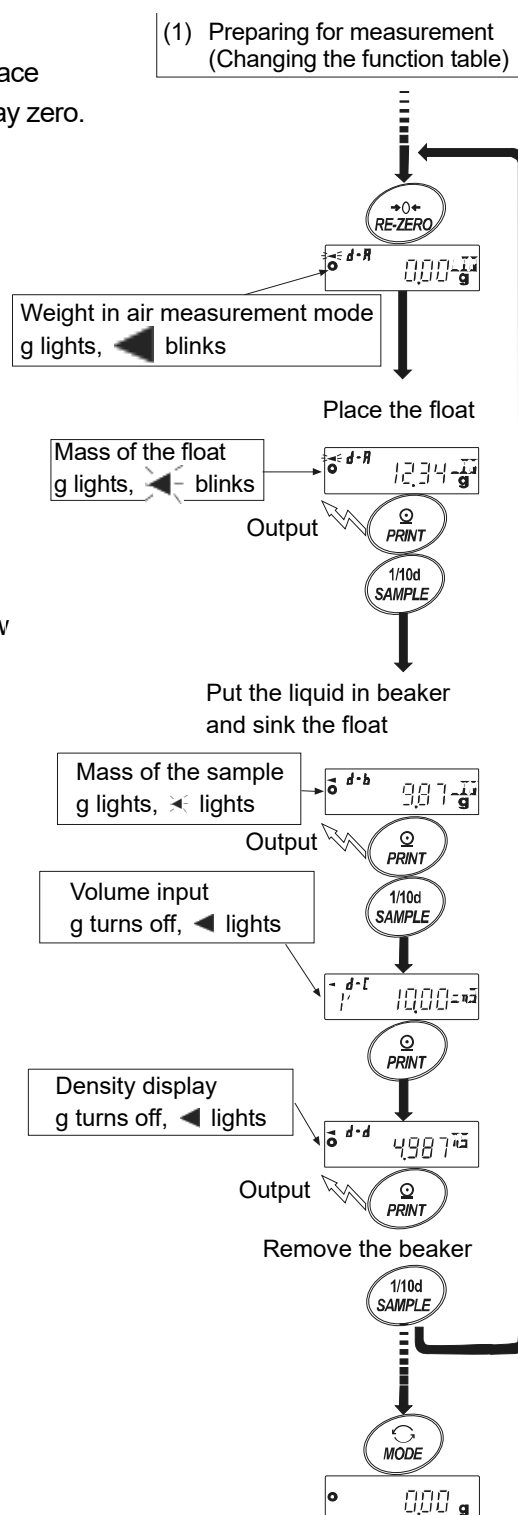 (1) Preparing for measurement
(Changing the function table)
ace
ay zero.
→0←
RE-ZERO
d-A
0.00 g
Weight in air measurement mode
g lights, ◀ blinks
Place the float
Mass of the float
g lights, ◀ blinks
d-A
12.34 g
Output
PRINT
1/10d
SAMPLE
w
Put the liquid in beaker
and sink the float
Mass of the sample
g lights, ◀ lights
d-b
9.87 g
Output
PRINT
1/10d
SAMPLE
Volume input
g turns off, ◀ lights
d-C
10.00
PRINT
Density display
g turns off, ◀ lights
d-d
4.987
Output
PRINT
Remove the beaker
1/10d
SAMPLE
MODE
0.00 g